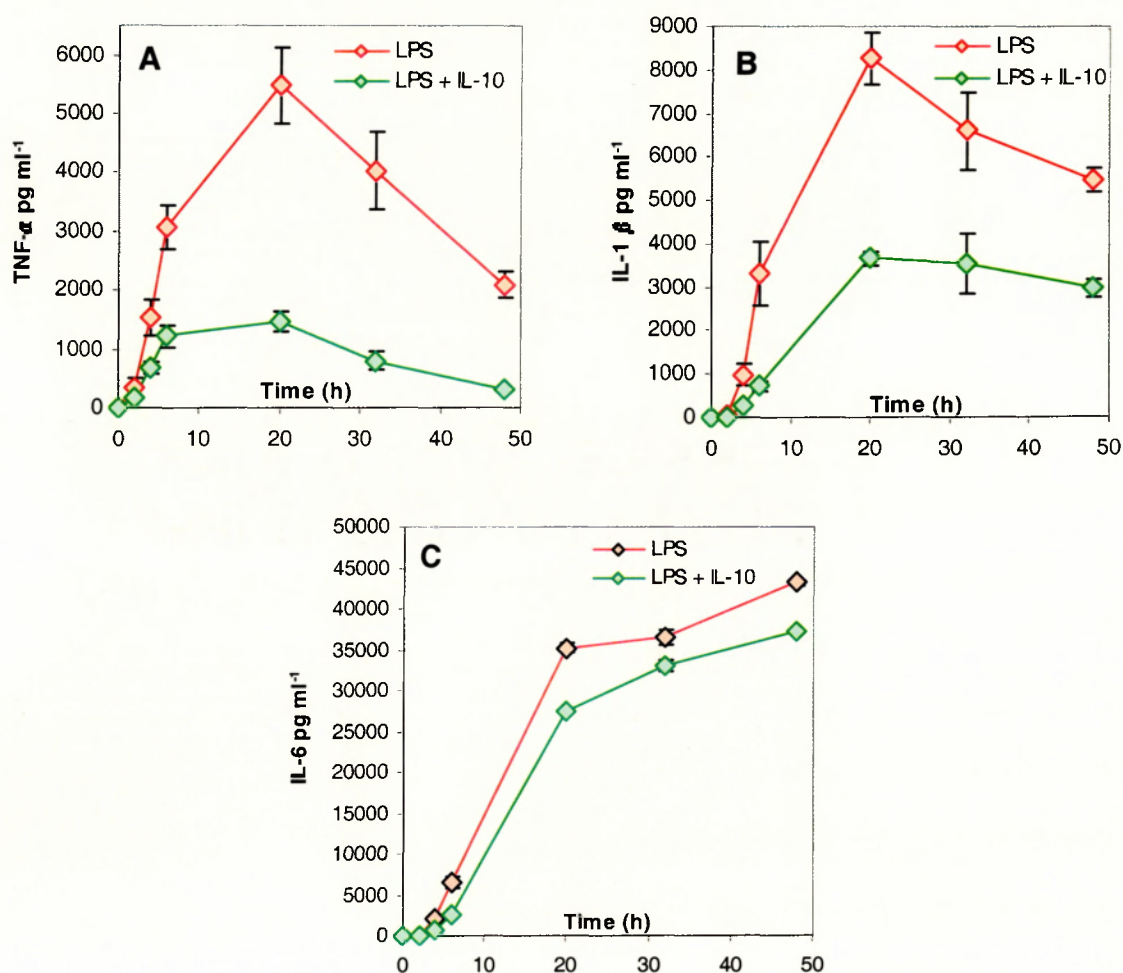 A
LPS
LPS + IL-10
TNF-α pg ml⁻¹
6000
5000
4000
3000
2000
1000
0
Time (h)
0 10 20 30 40 50
B
LPS
LPS + IL-10
IL-1 β pg ml⁻¹
9000
8000
7000
6000
5000
4000
3000
2000
1000
0
Time (h)
0 10 20 30 40 50
C
LPS
LPS + IL-10
IL-6 pg ml⁻¹
50000
45000
40000
35000
30000
25000
20000
15000
10000
5000
0
Time (h)
0 10 20 30 40 50